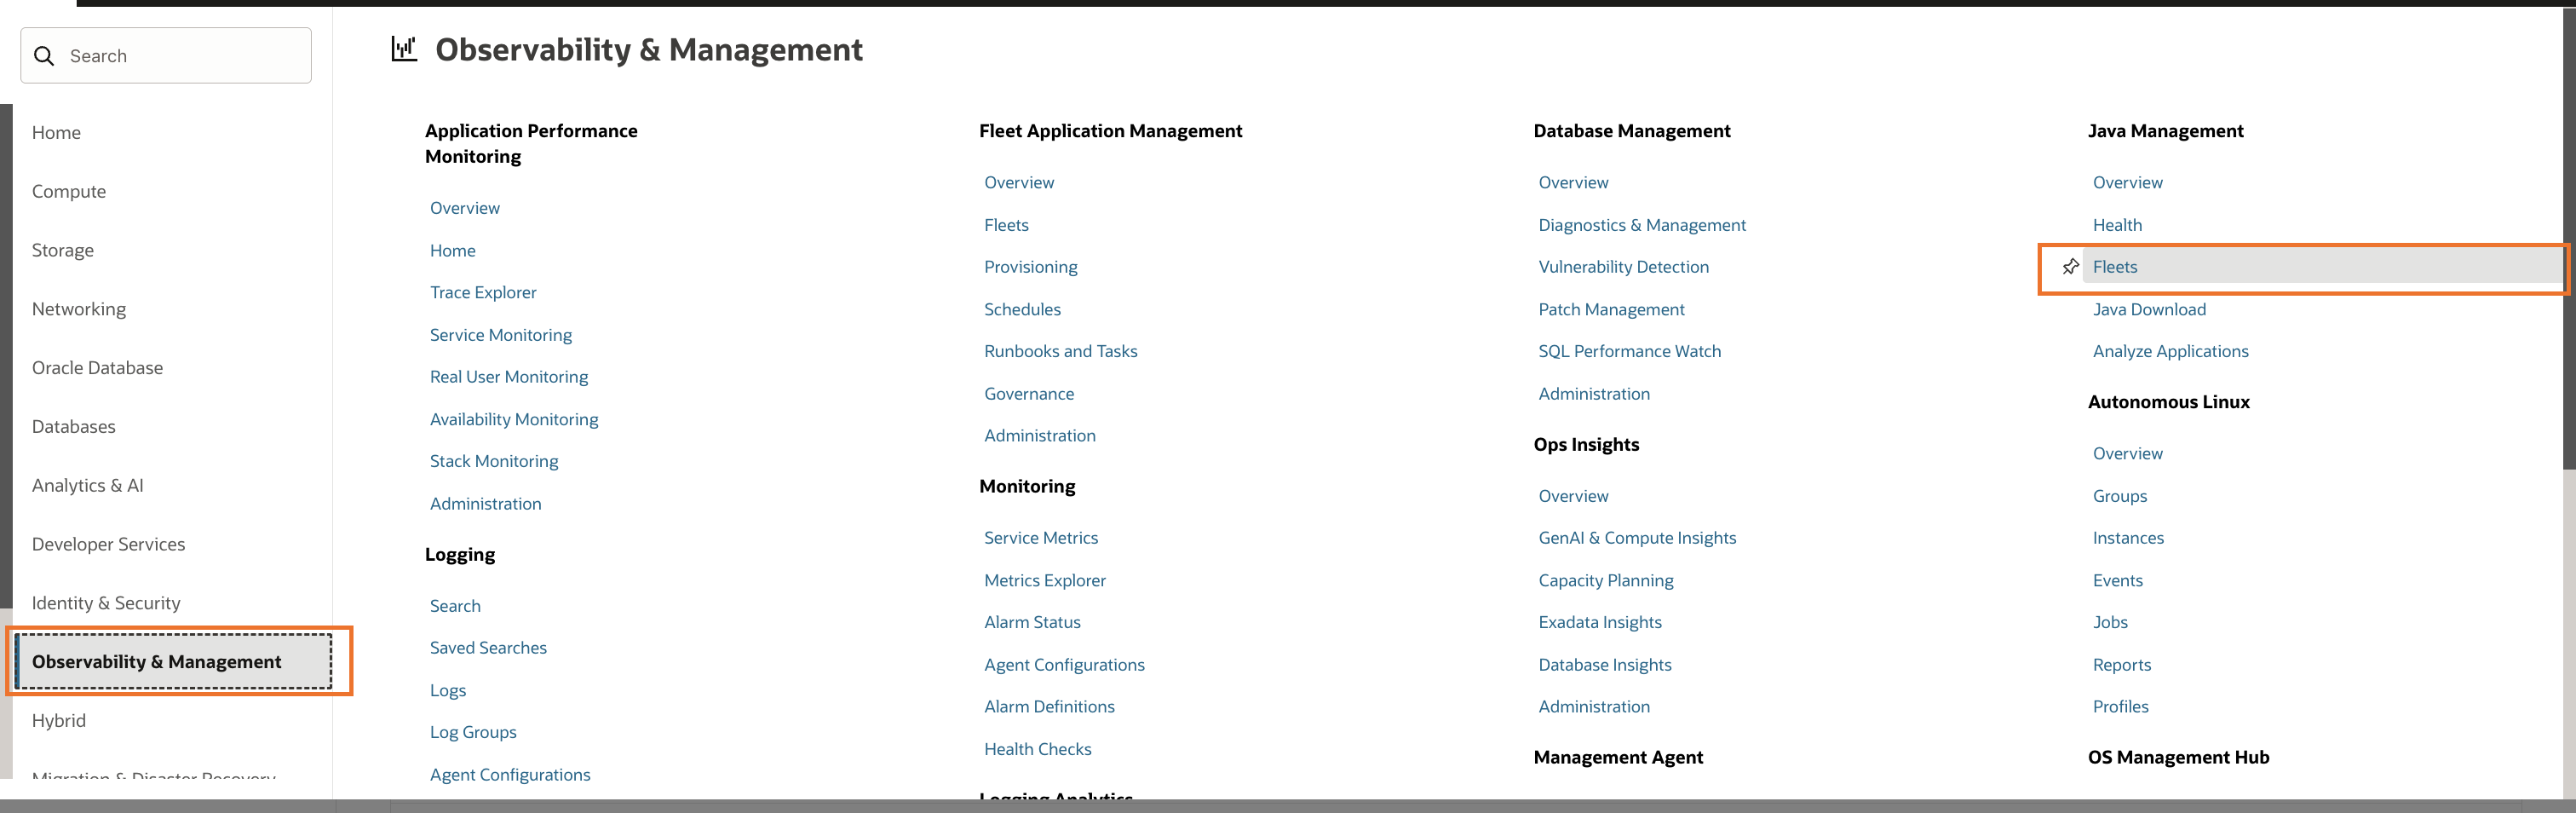 Search
Home
Compute
Storage
Networking
Oracle Database
Databases
Analytics & AI
Developer Services
Identity & Security
Observability & Management
Hybrid
Migration & Disaster Recovery
Observability & Management
Application Performance
Monitoring
Overview
Home
Trace Explorer
Service Monitoring
Real User Monitoring
Availability Monitoring
Stack Monitoring
Administration
Logging
Search
Saved Searches
Logs
Log Groups
Agent Configurations
Fleet Application Management
Overview
Fleets
Provisioning
Schedules
Runbooks and Tasks
Governance
Administration
Monitoring
Service Metrics
Metrics Explorer
Alarm Status
Agent Configurations
Alarm Definitions
Health Checks
Logging Analytics
Database Management
Overview
Diagnostics & Management
Vulnerability Detection
Patch Management
SQL Performance Watch
Administration
Ops Insights
Overview
GenAI & Compute Insights
Capacity Planning
Exadata Insights
Database Insights
Administration
Management Agent
Java Management
Overview
Health
Fleets
Java Download
Analyze Applications
Autonomous Linux
Overview
Groups
Instances
Events
Jobs
Reports
Profiles
OS Management Hub